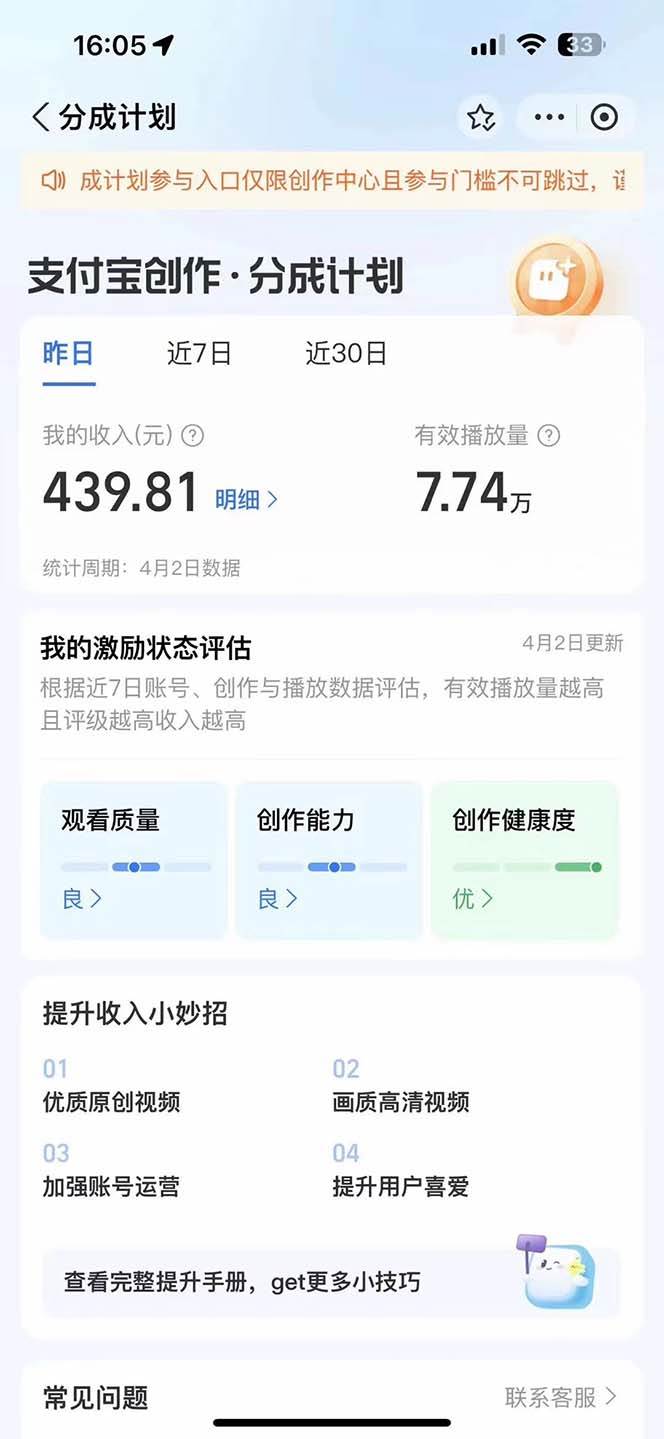 16:05
33
分成计划
成计划参与入口仅限创作中心且参与门槛不可跳过，
支付宝创作·分成计划
昨日 近7日 近30日
我的收入(元) ? 有效播放量 ?
439.81 明细 > 7.74万
统计周期：4月2日数据
我的激励状态评估 4月2日更新
根据近7日账号、创作与播放数据评估，有效播放量越高
且评级越高收入越高
观看质量 创作能力 创作健康度
良 > 良 > 优 >
提升收入小妙招
01 02
优质原创视频 画质高清视频
03 04
加强账号运营 提升用户喜爱
查看完整提升手册，get更多小技巧
常见问题 联系客服 >